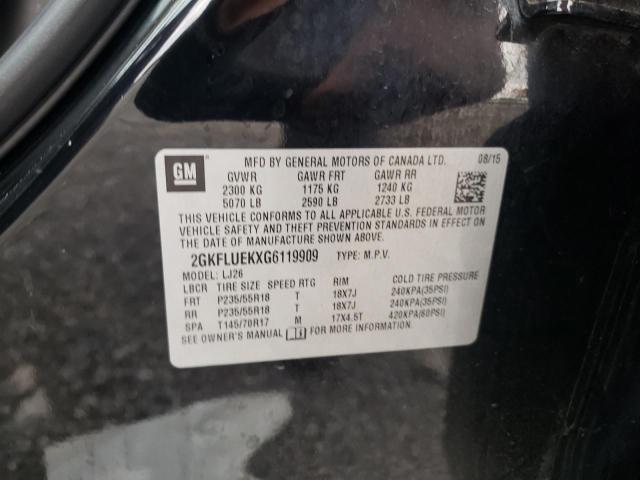 GM
MFD BY GENERAL MOTORS OF CANADA LTD. 08/15
GVWR GAWR FRT GAWR RR
2300 KG 1175 KG 1240 KG
5070 LB 2590 LB 2733 LB
THIS VEHICLE CONFORMS TO ALL APPLICABLE U.S. FEDERAL MOTOR
VEHICLE SAFETY AND THEFT PREVENTION STANDARDS IN EFFECT ON
THE DATE OF MANUFACTURE SHOWN ABOVE.
2GKFLUEKXG6119909 TYPE: M.P.V.
MODEL: LJ26
LBCR TIRE SIZE SPEED RTG RIM COLD TIRE PRESSURE
FRT P235/55R18 T 18X7J 240KPA(35PSI)
RR P235/55R18 T 18X7J 240KPA(35PSI)
SPA T145/70R17 M 17X4.5T 420KPA(60PSI)
SEE OWNER'S MANUAL FOR MORE INFORMATION.